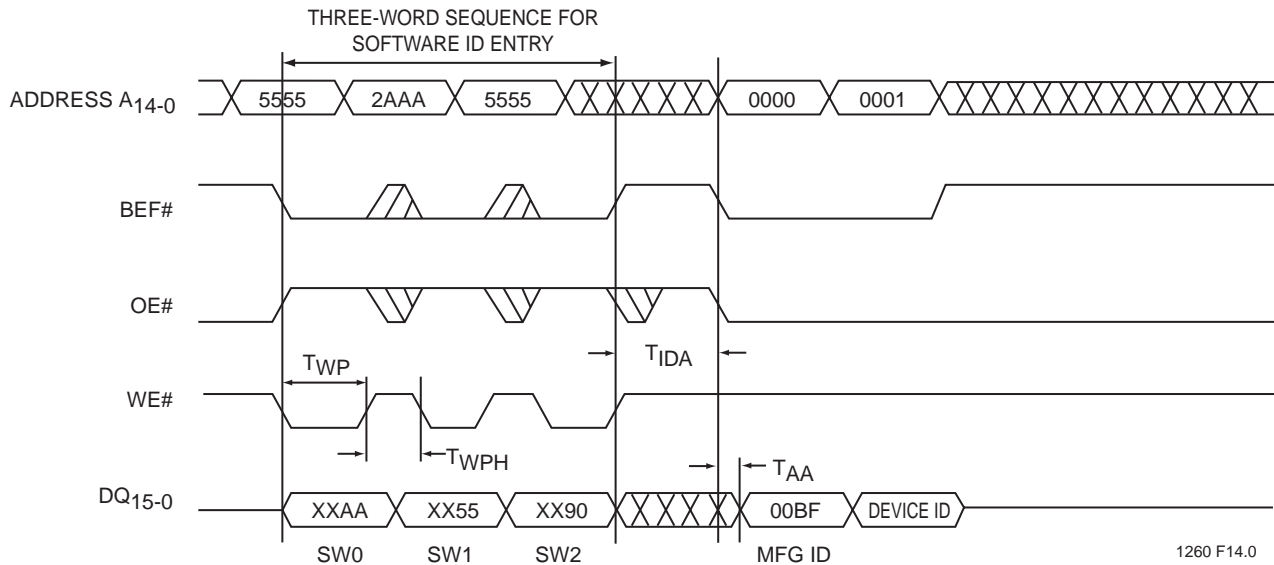 THREE-WORD SEQUENCE FOR
SOFTWARE ID ENTRY
ADDRESS A14-0
5555 2AAA 5555 0000 0001
BEF#
OE#
TWP TIDA
WE#
TWPH TAA
DQ15-0
XXAA XX55 XX90 00BF DEVICE ID
SW0 SW1 SW2 MFG ID
1260 F14.0